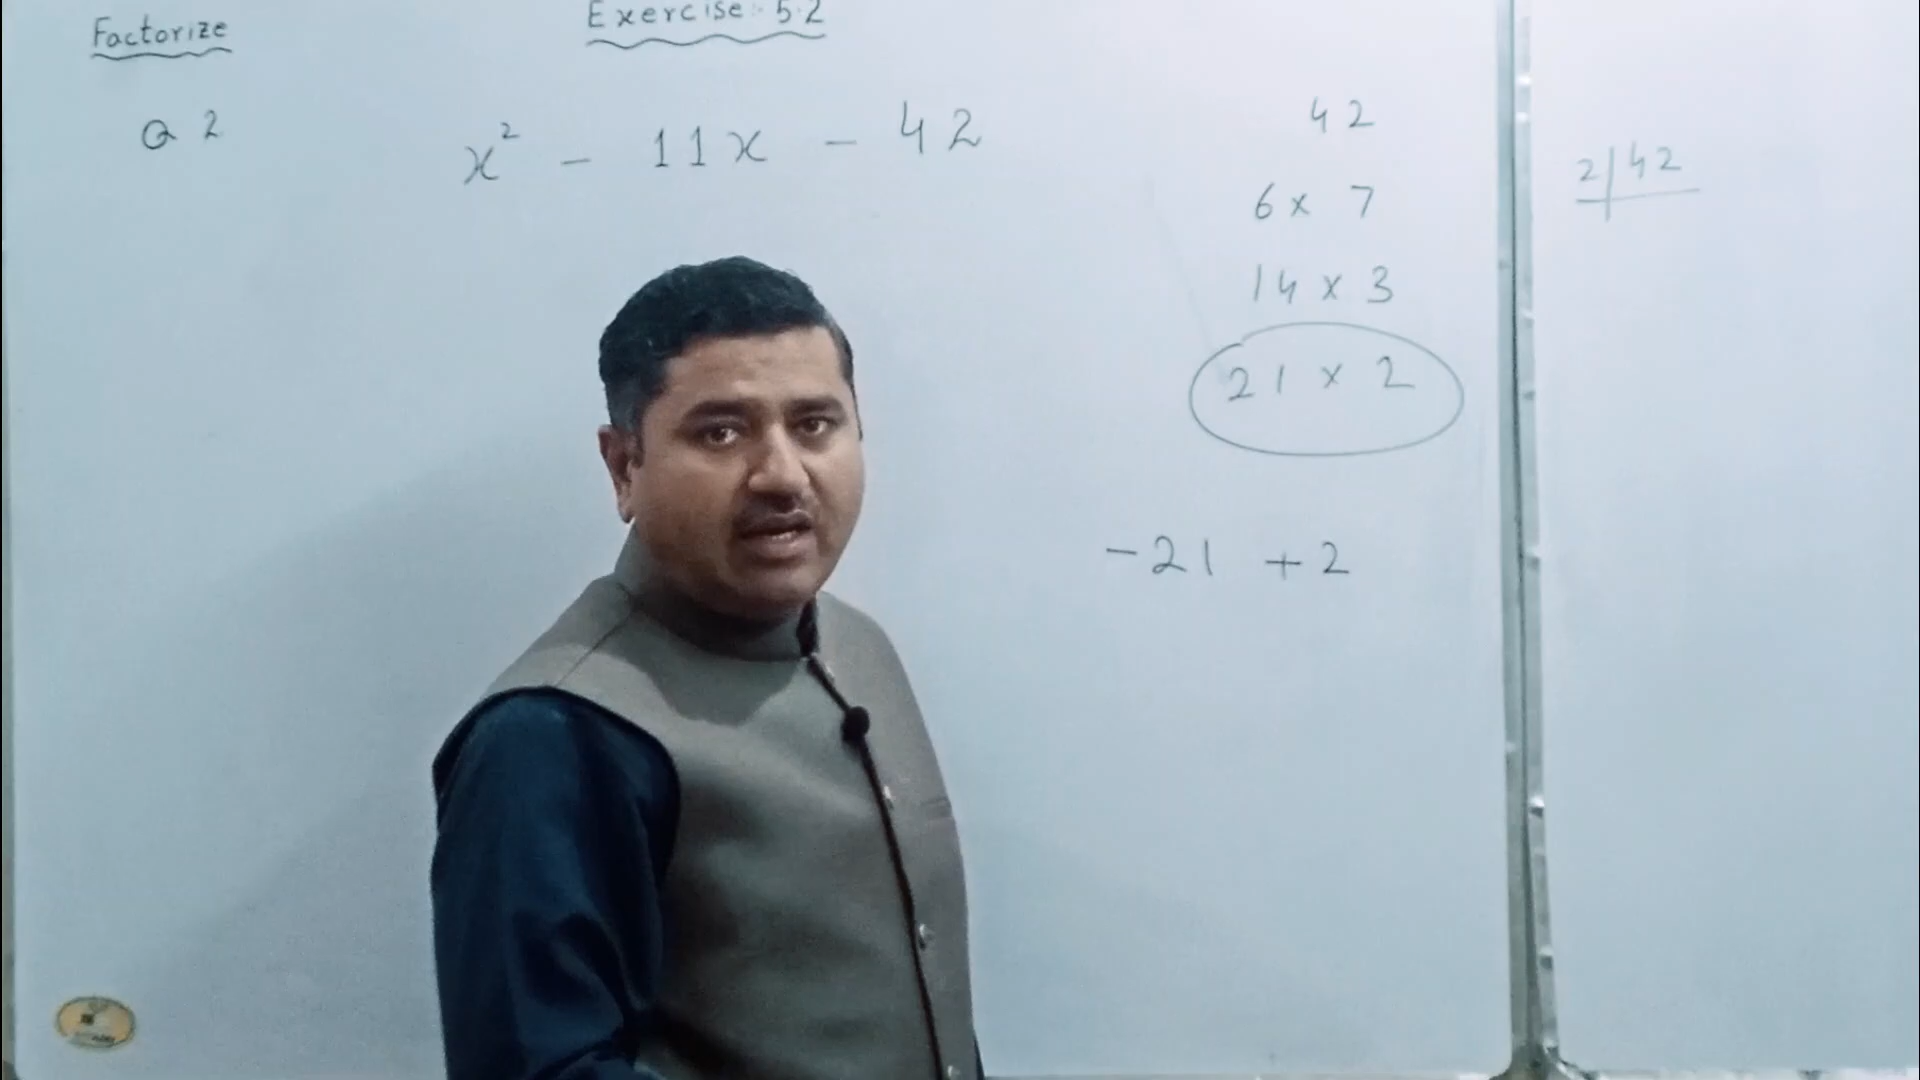 Factorize
Exercise:- 5.2
Q 2
x² - 11x - 42
42
6 x 7
14 x 3
21 x 2
-21 +2
2|42